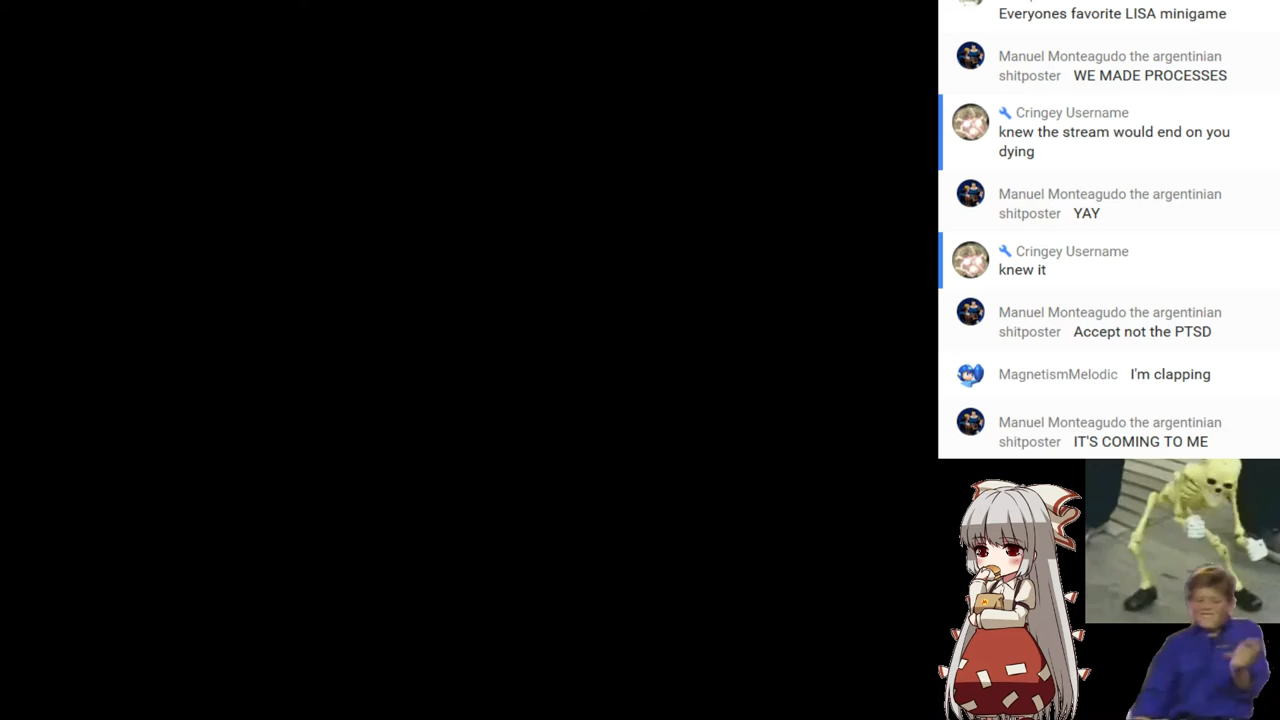 Everyones favorite LISA minigame
Manuel Monteagudo the argentinian
shitposter WE MADE PROCESSES
Cringey Username
knew the stream would end on you
dying
Manuel Monteagudo the argentinian
shitposter YAY
Cringey Username
knew it
Manuel Monteagudo the argentinian
shitposter Accept not the PTSD
MagnetismMelodic I'm clapping
Manuel Monteagudo the argentinian
shitposter IT'S COMING TO ME